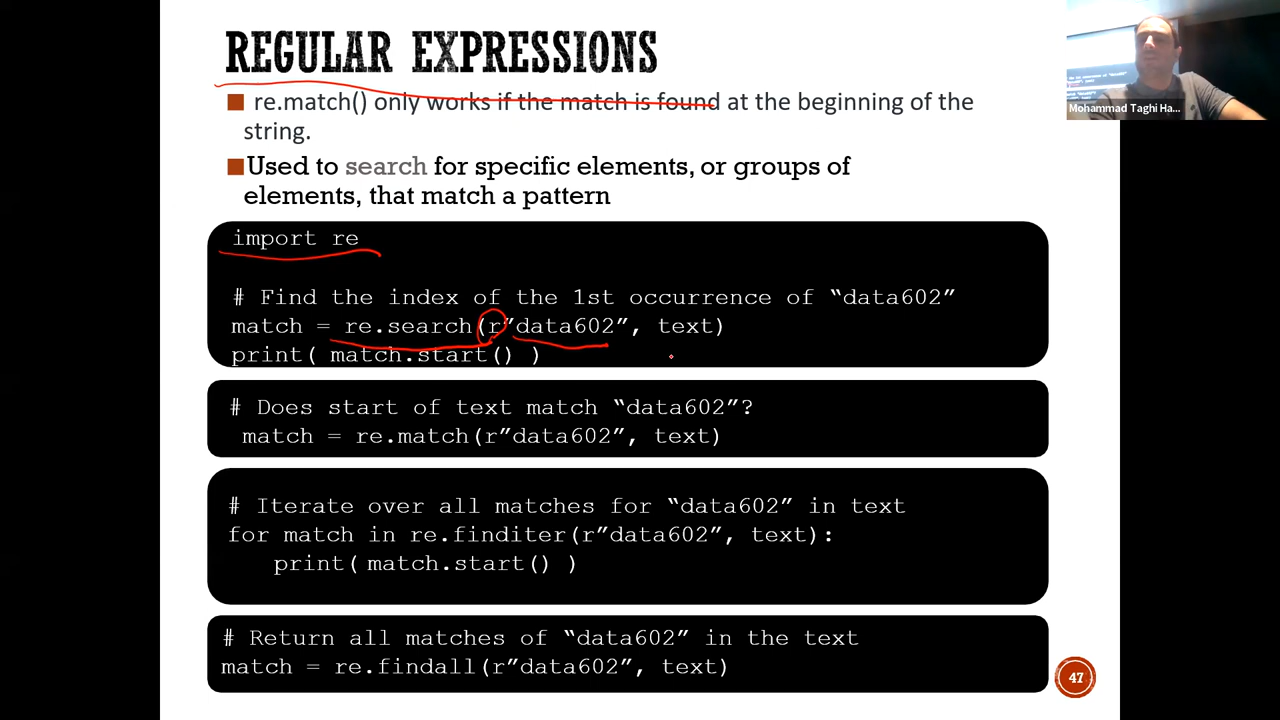 REGULAR EXPRESSIONS
re.match() only works if the match is found at the beginning of the
string.
Used to search for specific elements, or groups of
elements, that match a pattern
import re
# Find the index of the 1st occurrence of “data602”
match = re.search(r”data602”, text)
print( match.start() )
# Does start of text match “data602”?
match = re.match(r”data602”, text)
# Iterate over all matches for “data602” in text
for match in re.finditer(r”data602”, text):
print( match.start() )
# Return all matches of “data602” in the text
match = re.findall(r”data602”, text)
47
Mohammad Taghi Ha...